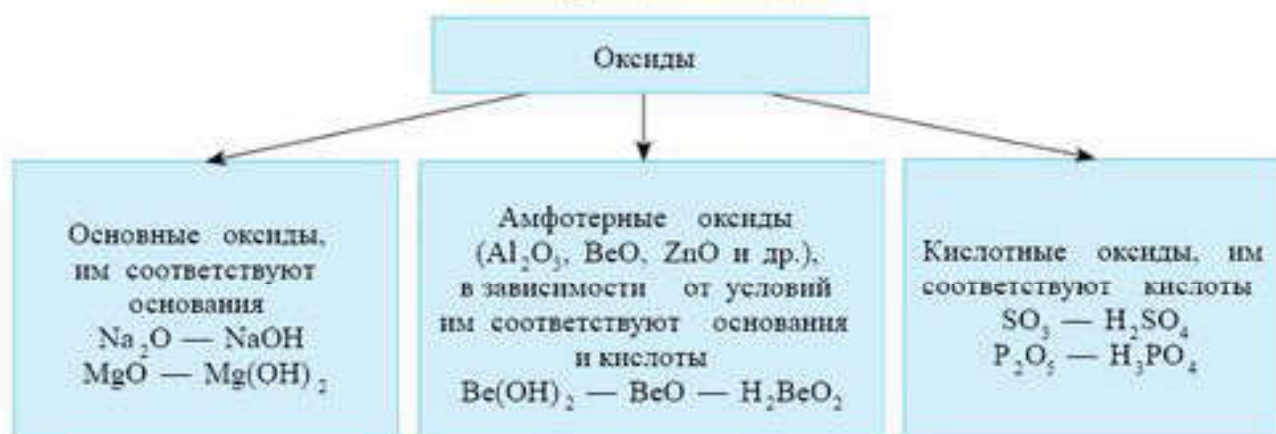 Оксиды
Основные оксиды,
им соответствуют
основания
Na₂O — NaOH
MgO — Mg(OH)₂
Амфотерные оксиды
(Al₂O₃, BeO, ZnO и др.),
в зависимости от условий
им соответствуют основания
и кислоты
Be(OH)₂ — BeO — H₂BeO₂
Кислотные оксиды, им
соответствуют кислоты
SO₃ — H₂SO₄
P₂O₅ — H₃PO₄